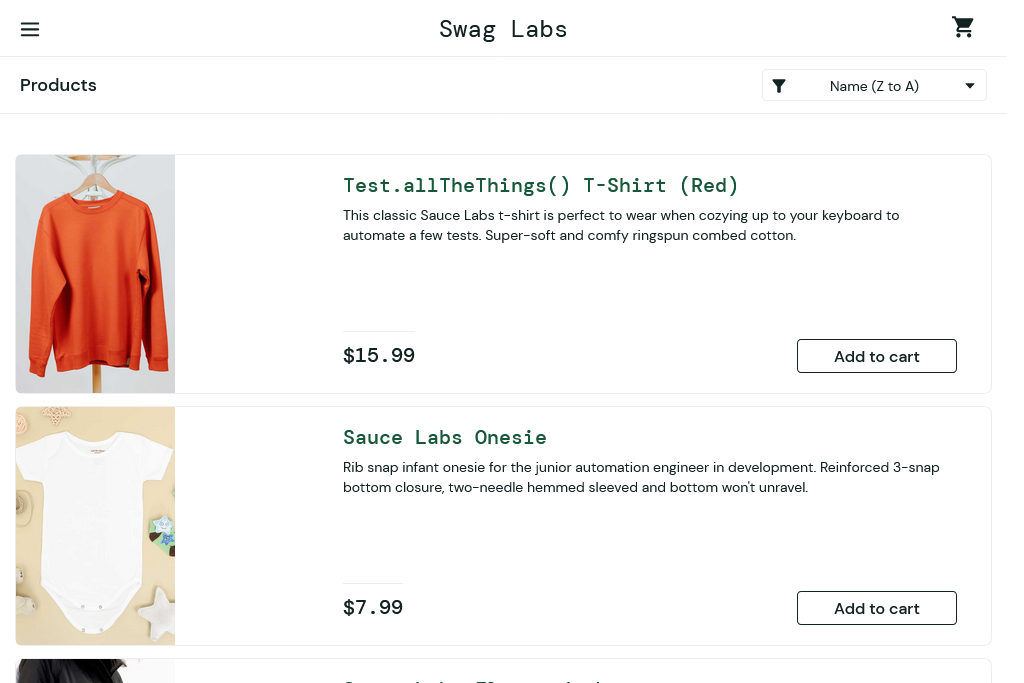 Swag Labs
Products
Name (Z to A)
Test.allTheThings() T-Shirt (Red)
This classic Sauce Labs t-shirt is perfect to wear when cozying up to your keyboard to
automate a few tests. Super-soft and comfy ringspun combed cotton.
$15.99
Add to cart
Sauce Labs Onesie
Rib snap infant onesie for the junior automation engineer in development. Reinforced 3-snap
bottom closure, two-needle hemmed sleeved and bottom won't unravel.
$7.99
Add to cart